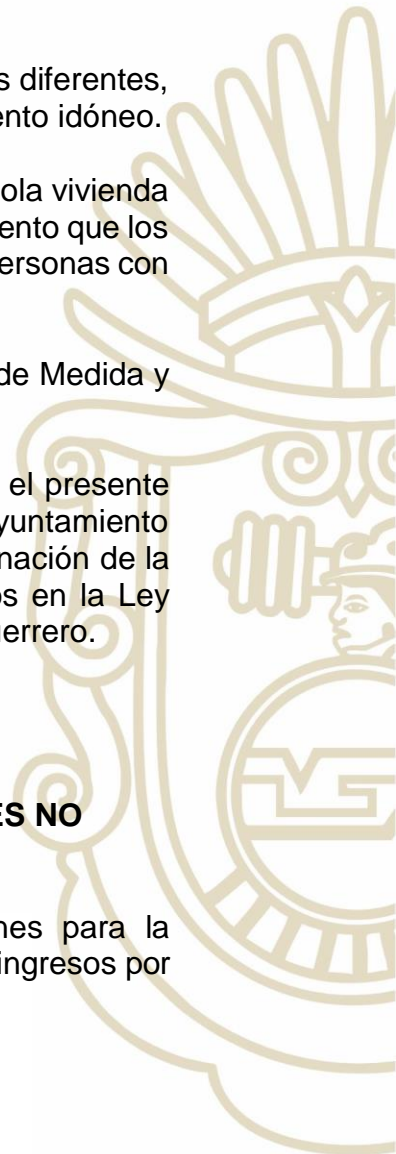 s diferentes,
ento idóneo.
ola vivienda
ento que los
ersonas con
de Medida y
el presente
yuntamiento
nación de la
os en la Ley
uerrero.
ES NO
nes para la
ingresos por